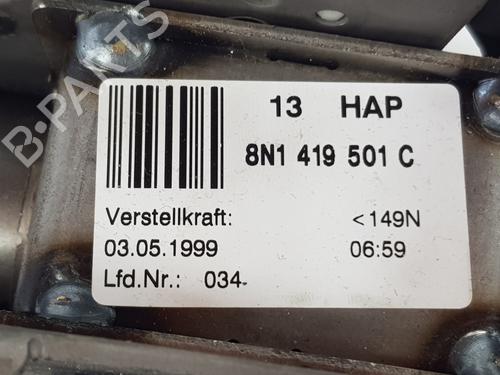 B-PARTS
13 HAP
8N1 419 501 C
Verstellkraft: <149N
03.05.1999 06:59
Lfd.Nr.: 034